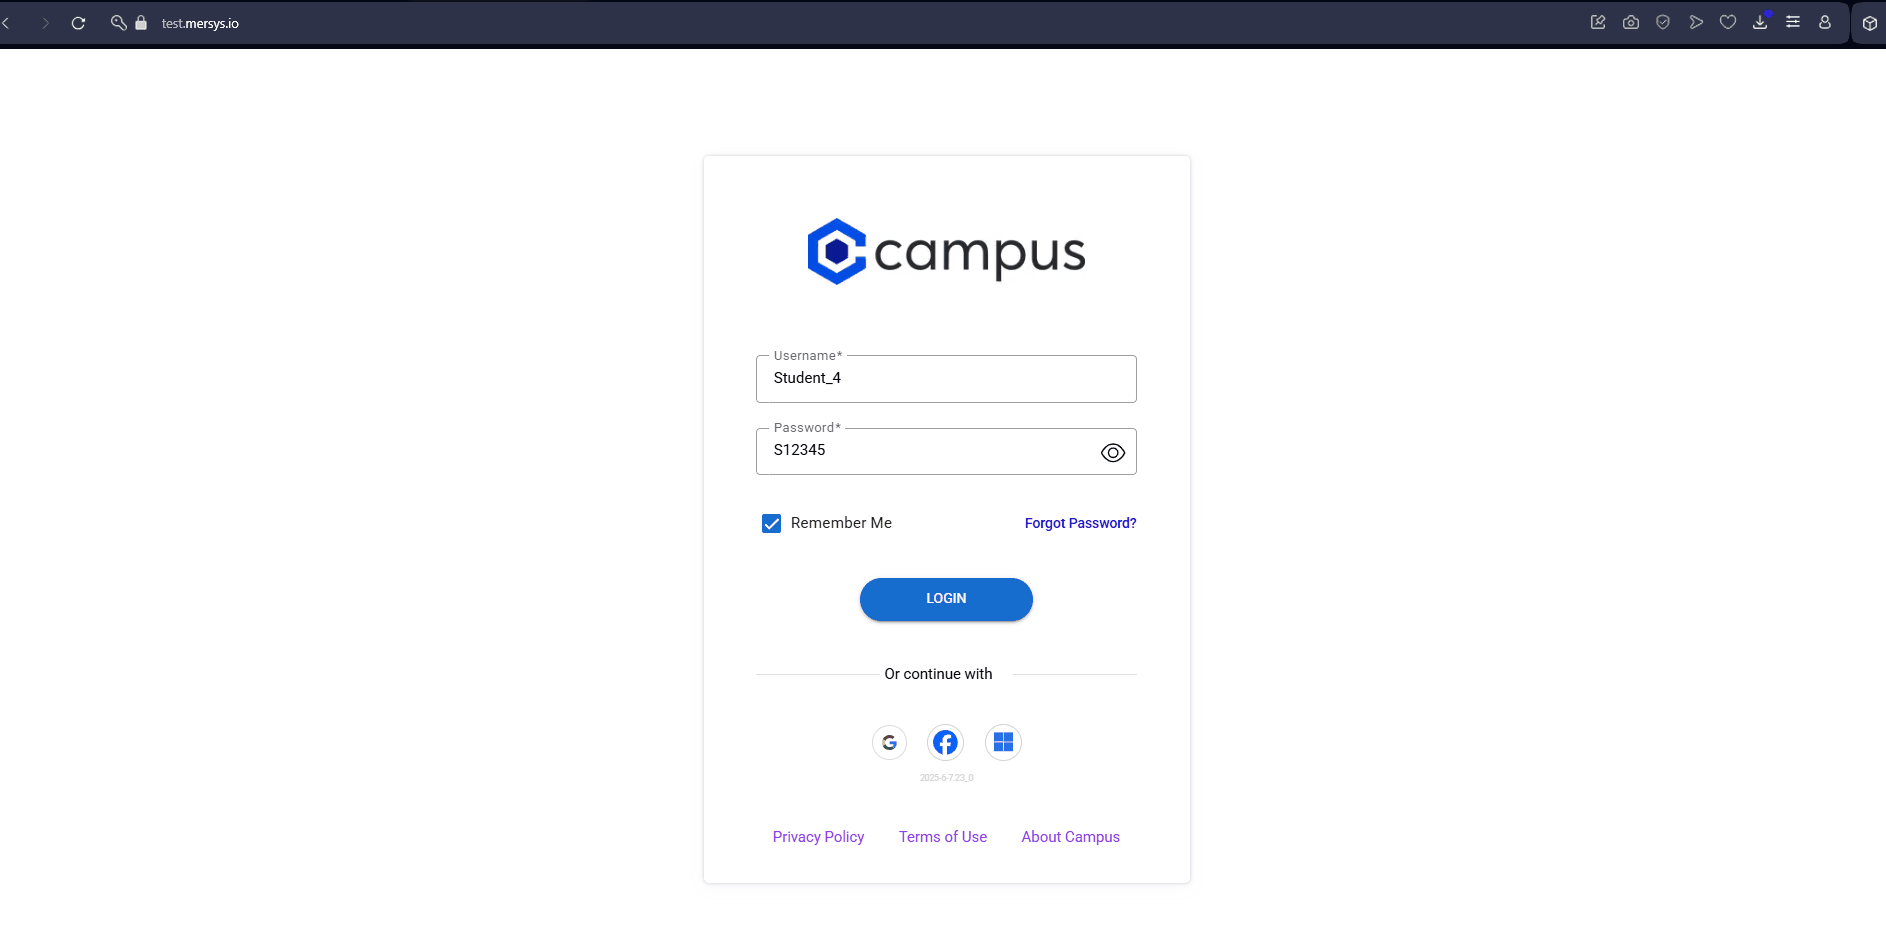 test.mersys.io
campus
Username*
Student_4
Password*
S12345
Remember Me
Forgot Password?
LOGIN
Or continue with
2025-6-7.23_0
Privacy Policy
Terms of Use
About Campus